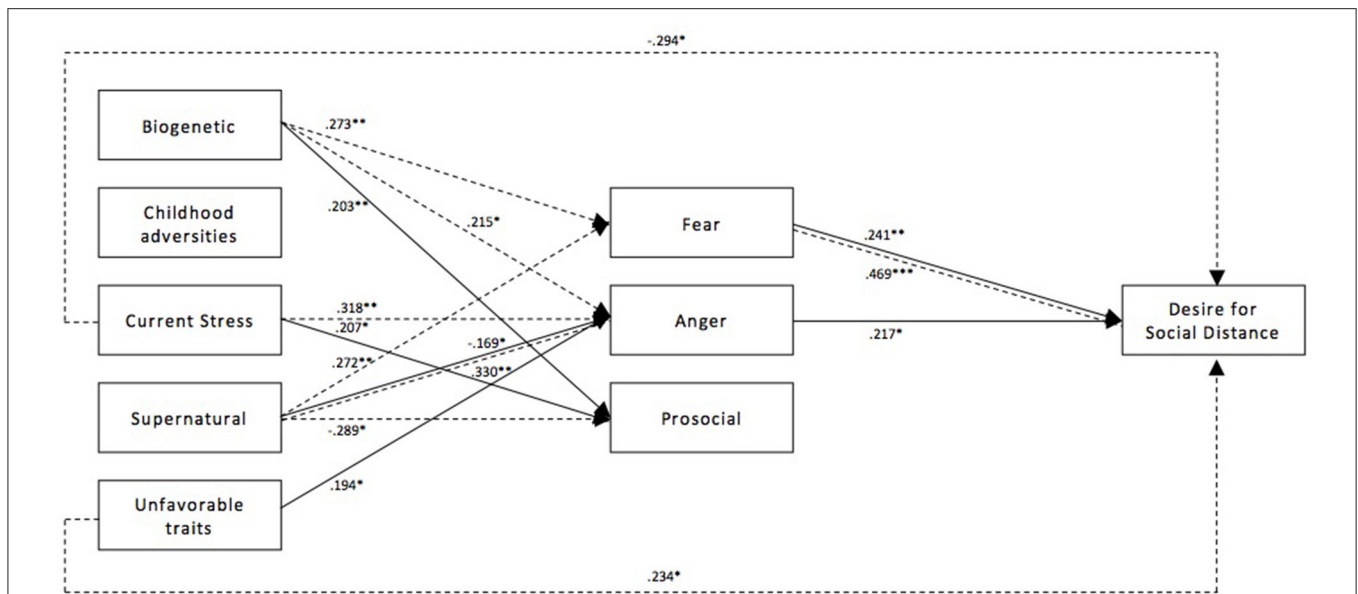 -.294*
Biogenetic
.273**
Childhood
adversities
.203**
.215*
Fear
.241**
.469***
Current Stress
.318**
.207*
Anger
-.169*
.217*
Desire for
Social Distance
.272**
.330**
Supernatural
-.289*
Prosocial
Unfavorable
traits
.194*
.234*